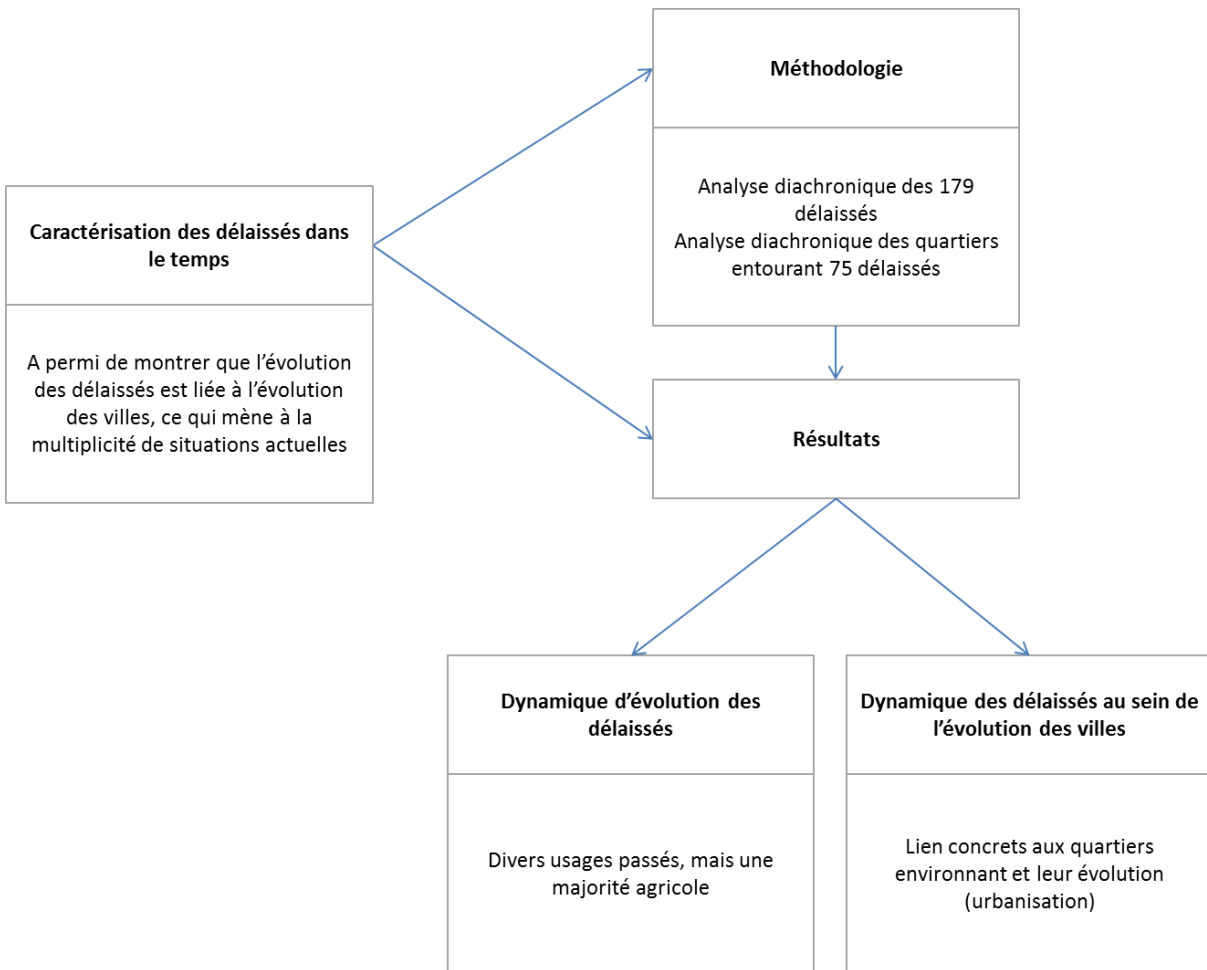 Caractérisation des délaissés dans
le temps
A permi de montrer que l'évolution
des délaissés est liée à l'évolution
des villes, ce qui mène à la
multiplicité de situations actuelles
Méthodologie
Analyse diachronique des 179
délaissés
Analyse diachronique des quartiers
entourant 75 délaissés
Résultats
Dynamique d'évolution des
délaissés
Divers usages passés, mais une
majorité agricole
Dynamique des délaissés au sein de
l'évolution des villes
Lien concrets aux quartiers
environnant et leur évolution
(urbanisation)